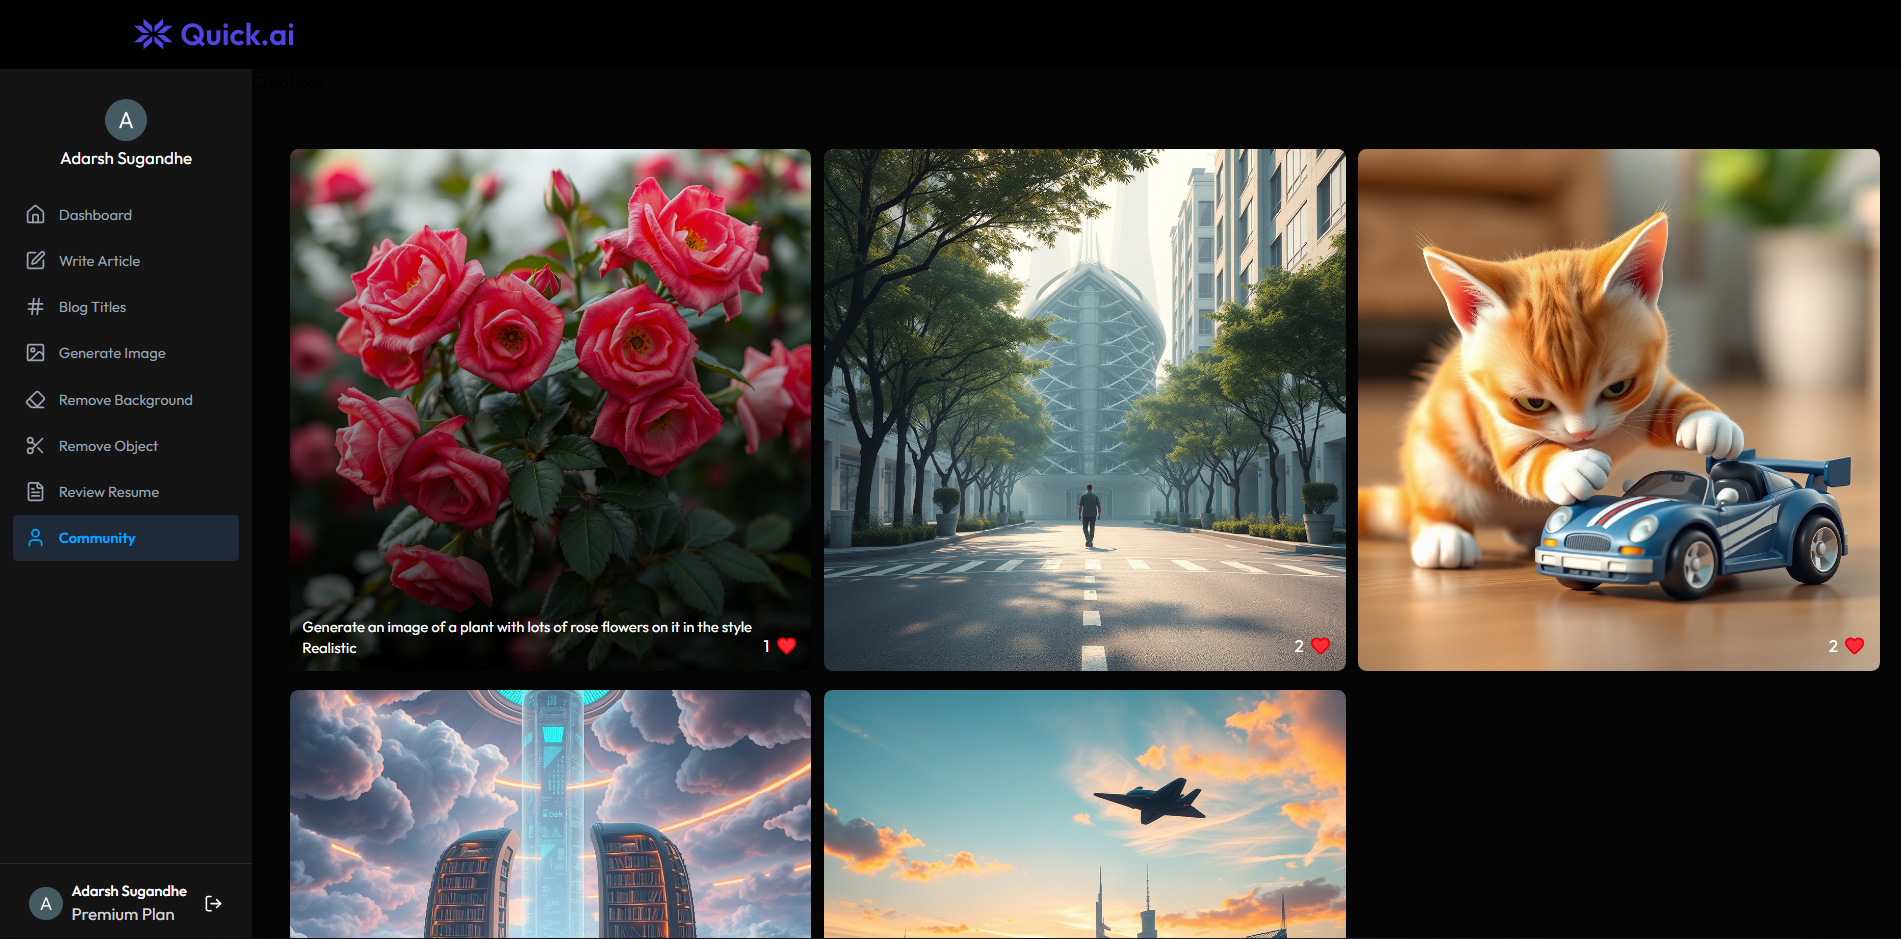 Quick.ai
Creations
A
Adarsh Sugandhe
Dashboard
Write Article
Blog Titles
Generate Image
Remove Background
Remove Object
Review Resume
Community
Generate an image of a plant with lots of rose flowers on it in the style
Realistic
1
2
2
A
Adarsh Sugandhe
Premium Plan